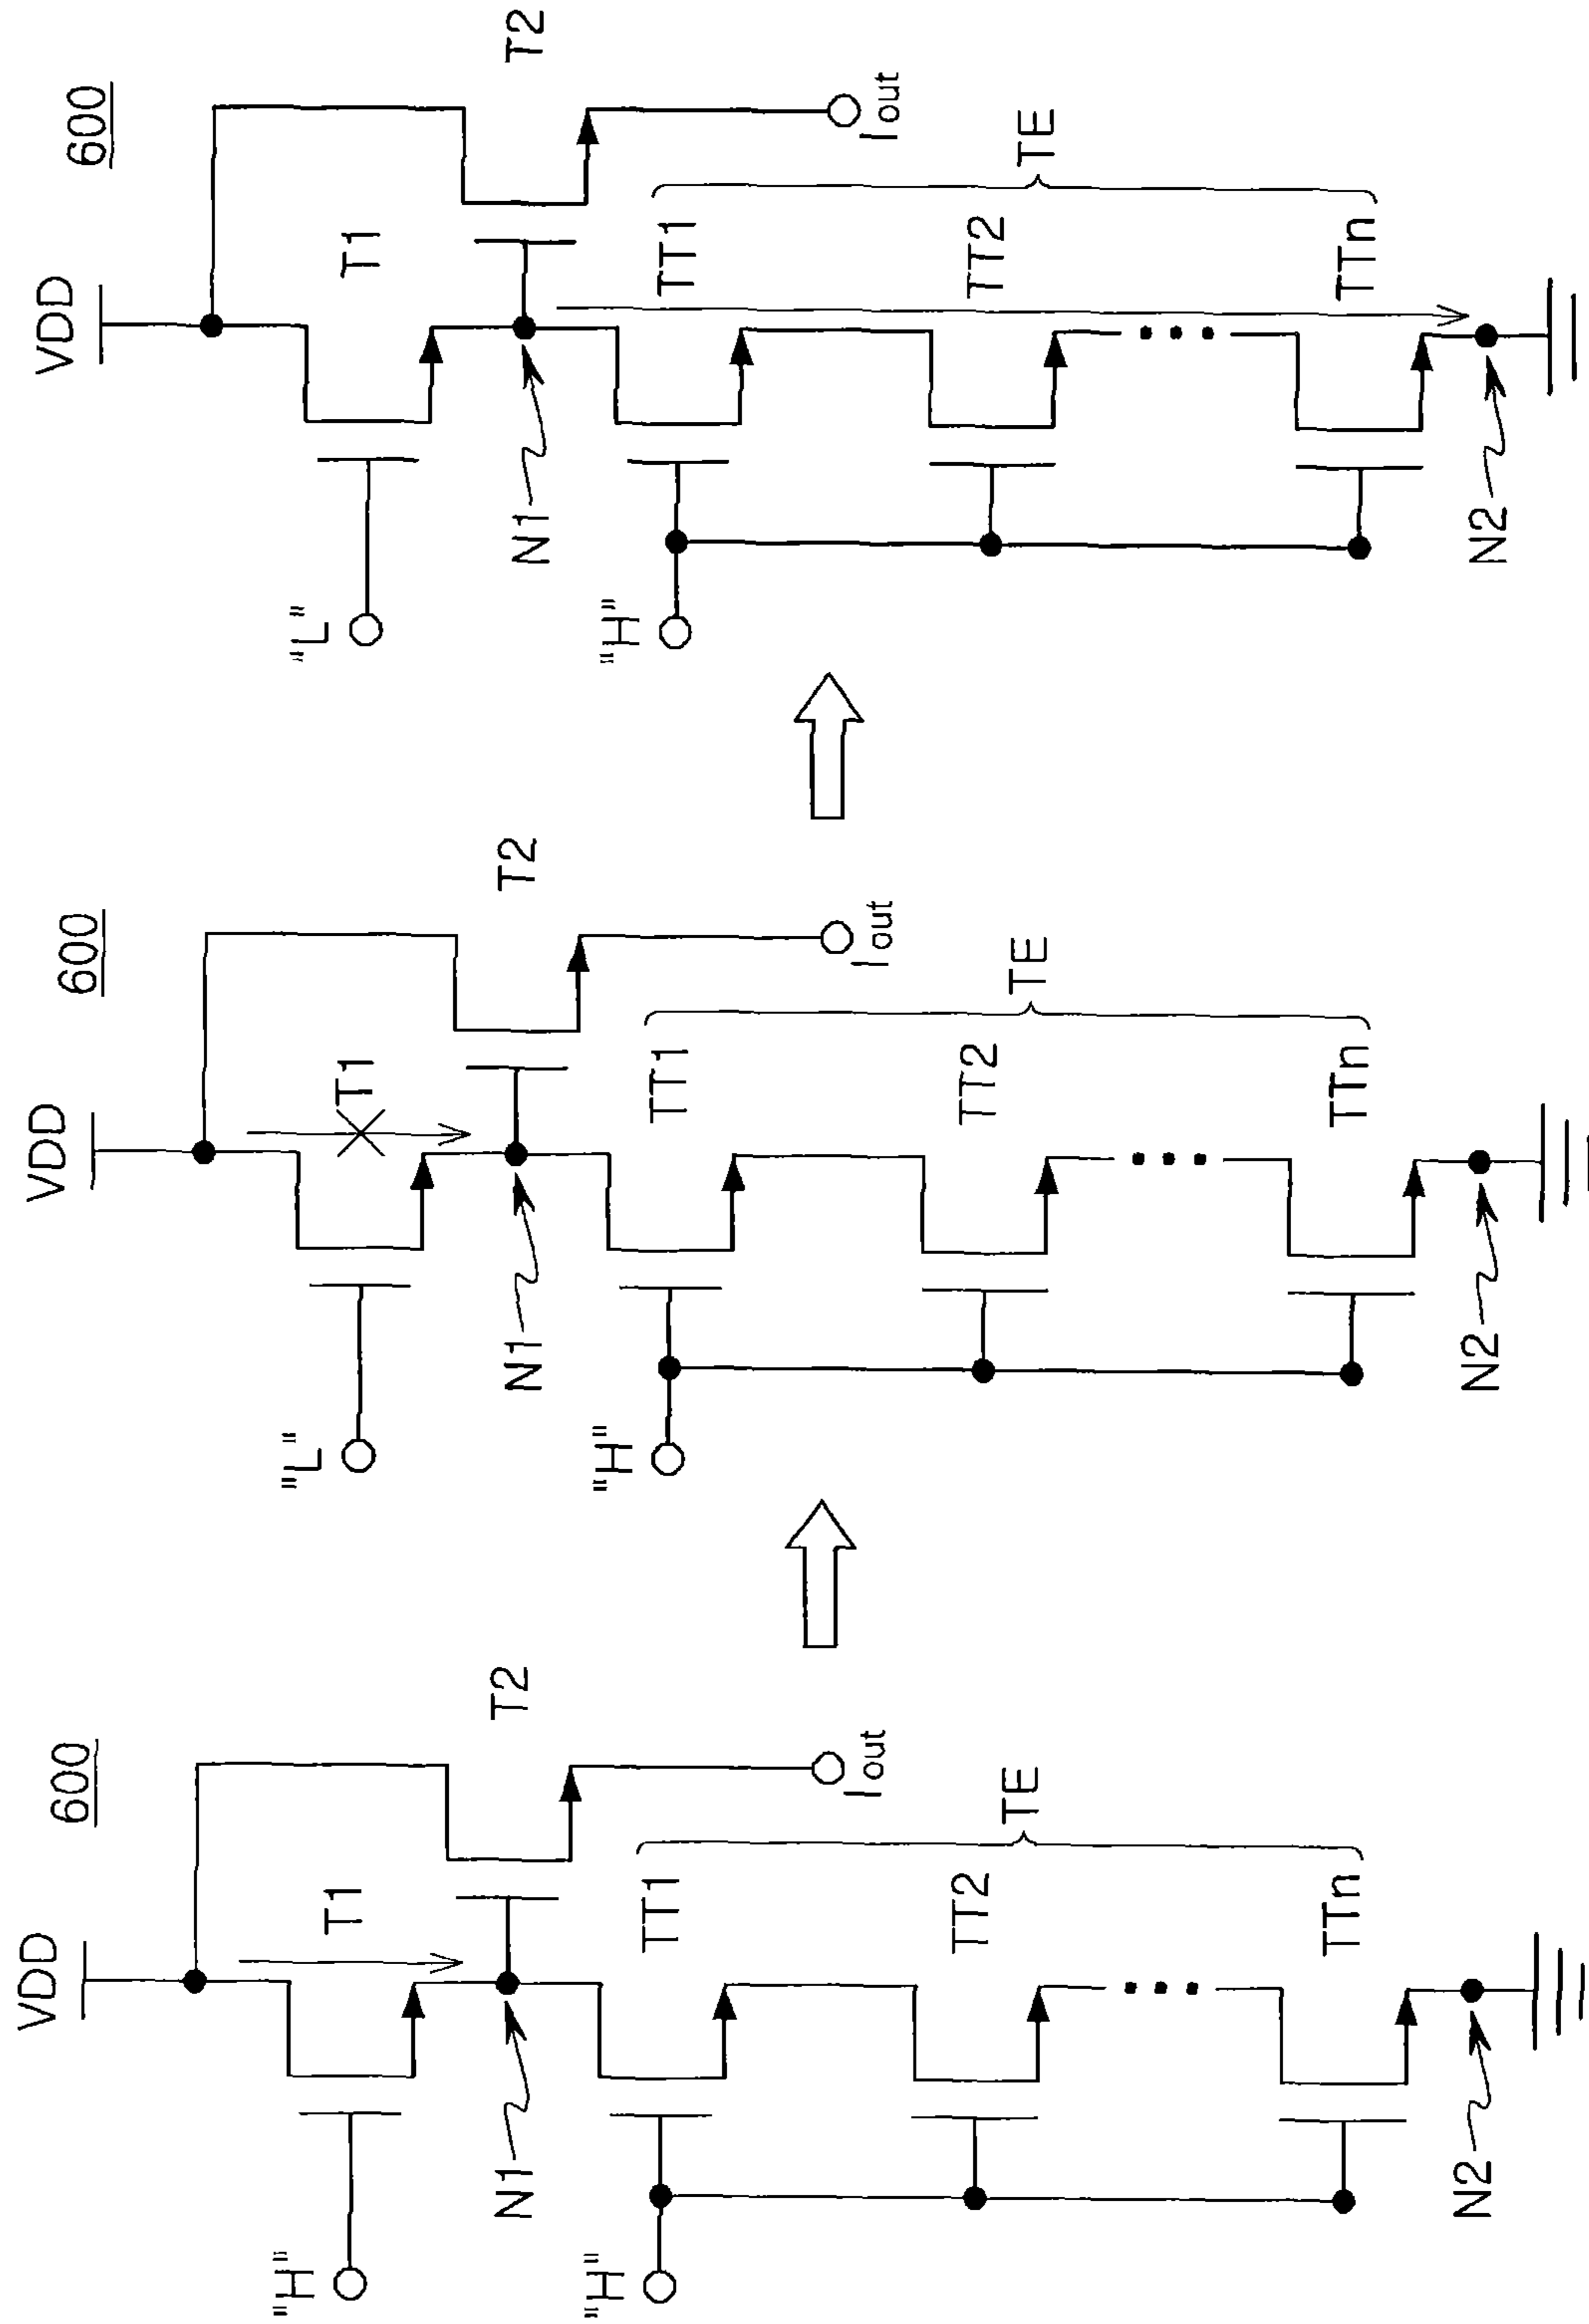 600
VDD
"H"
T1
T2
N1
"H"
TT1
Iout
TT2
TE
TTn
N2
600
VDD
"L"
T1
T2
N1
"H"
TT1
Iout
TT2
TE
TTn
N2
600
VDD
"L"
T1
T2
N1
"H"
TT1
Iout
TT2
TE
TTn
N2